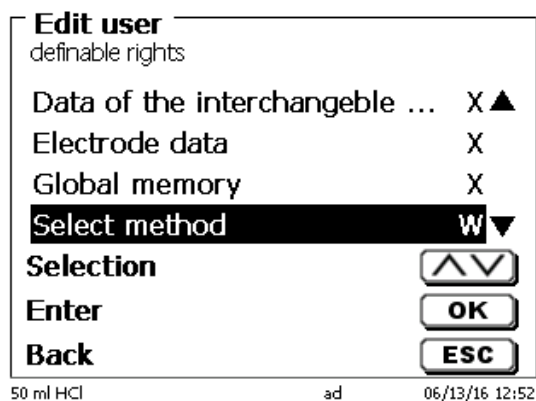 Edit user
definable rights
Data of the interchangeble ... X
Electrode data X
Global memory X
Select method W
Selection
Enter OK
Back ESC
50 ml HCl ad 06/13/16 12:52